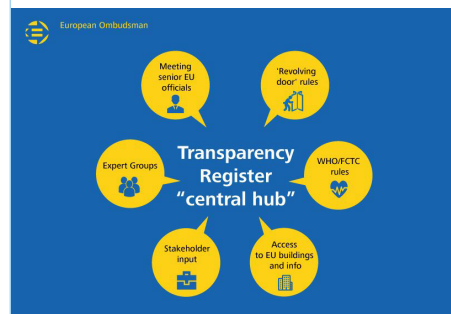 European Ombudsman
Meeting
senior EU
officials
'Revolving
door' rules
Expert Groups
Transparency
Register
“central hub”
WHO/FCTC
rules
Stakeholder
input
Access
to EU buildings
and info